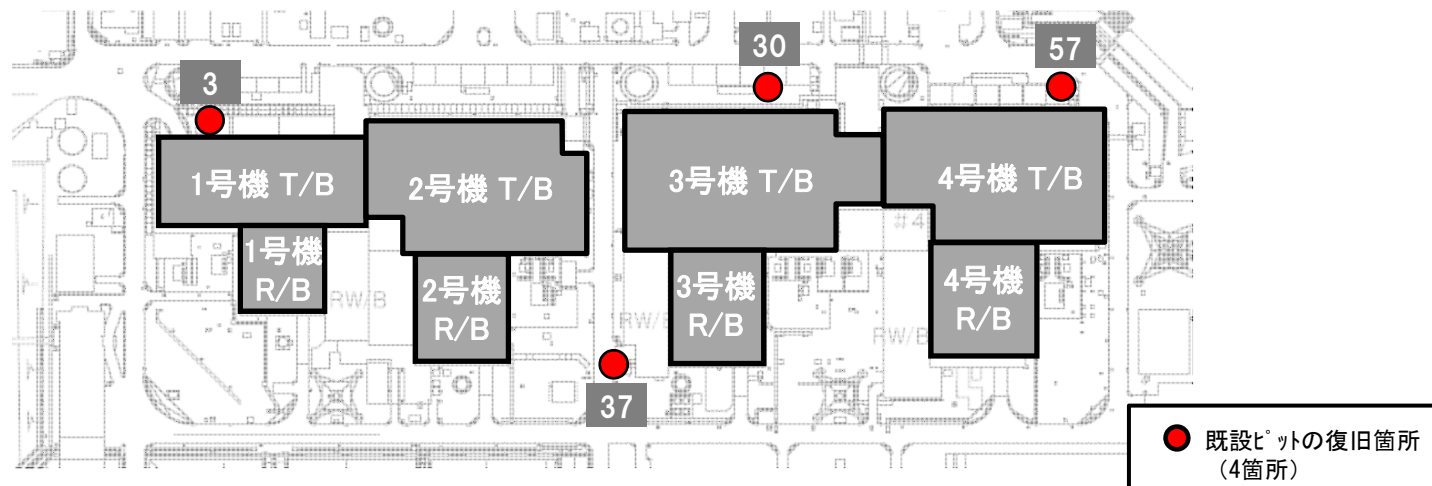 3
30
57
1号機 T/B
2号機 T/B
3号機 T/B
4号機 T/B
#4
1号機
R/B
2号機
R/B
3号機
R/B
4号機
R/B
RW/B
RW/B
RW/B
37
既設ﾋﾟｯﾄの復旧箇所
（4箇所）